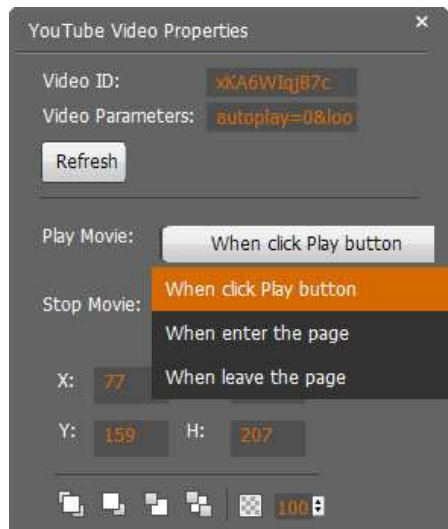 YouTube Video Properties ×
Video ID: xKA6WIqjB7c
Video Parameters: autoplay=0&loo
Refresh
Play Movie: When click Play button
When click Play button
Stop Movie:
When enter the page
When leave the page
X: 77
Y: 159 H: 207
100